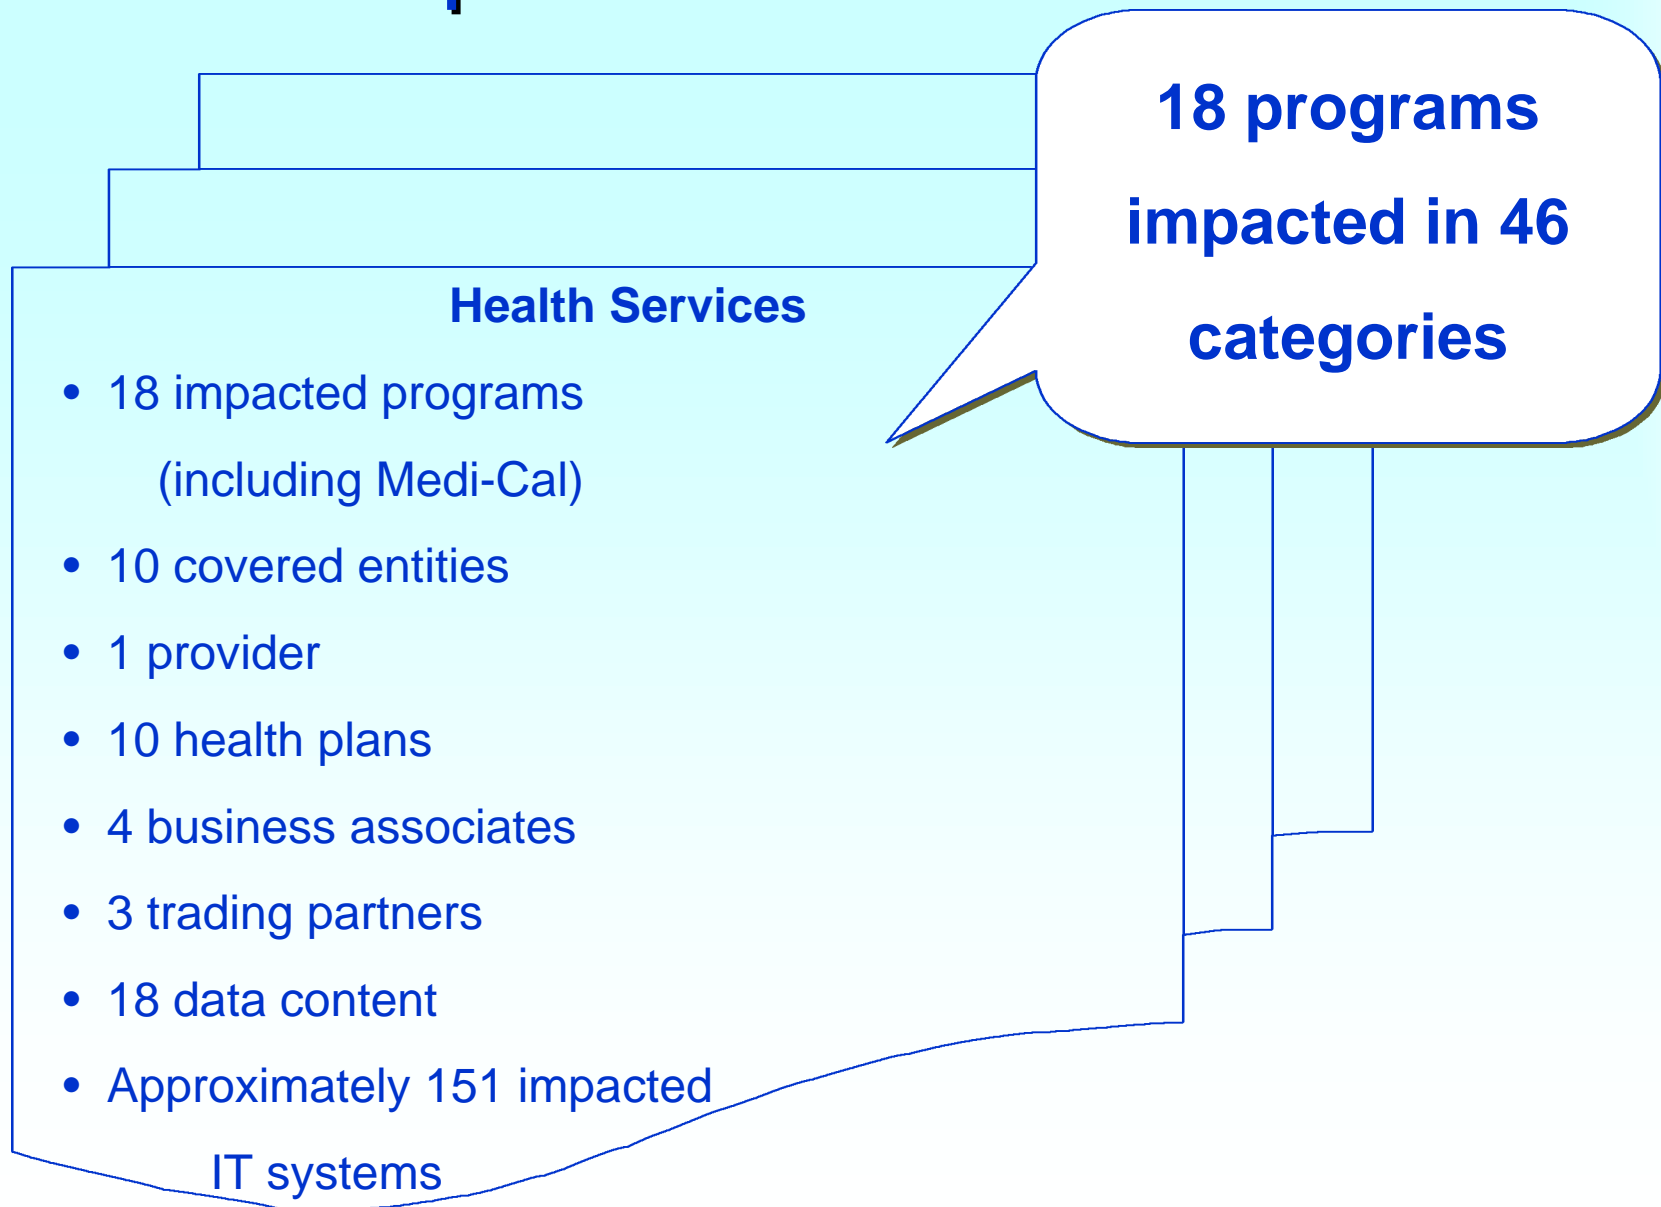 18 programs
impacted in 46
categories
Health Services
• 18 impacted programs
(including Medi-Cal)
• 10 covered entities
• 1 provider
• 10 health plans
• 4 business associates
• 3 trading partners
• 18 data content
• Approximately 151 impacted
IT systems